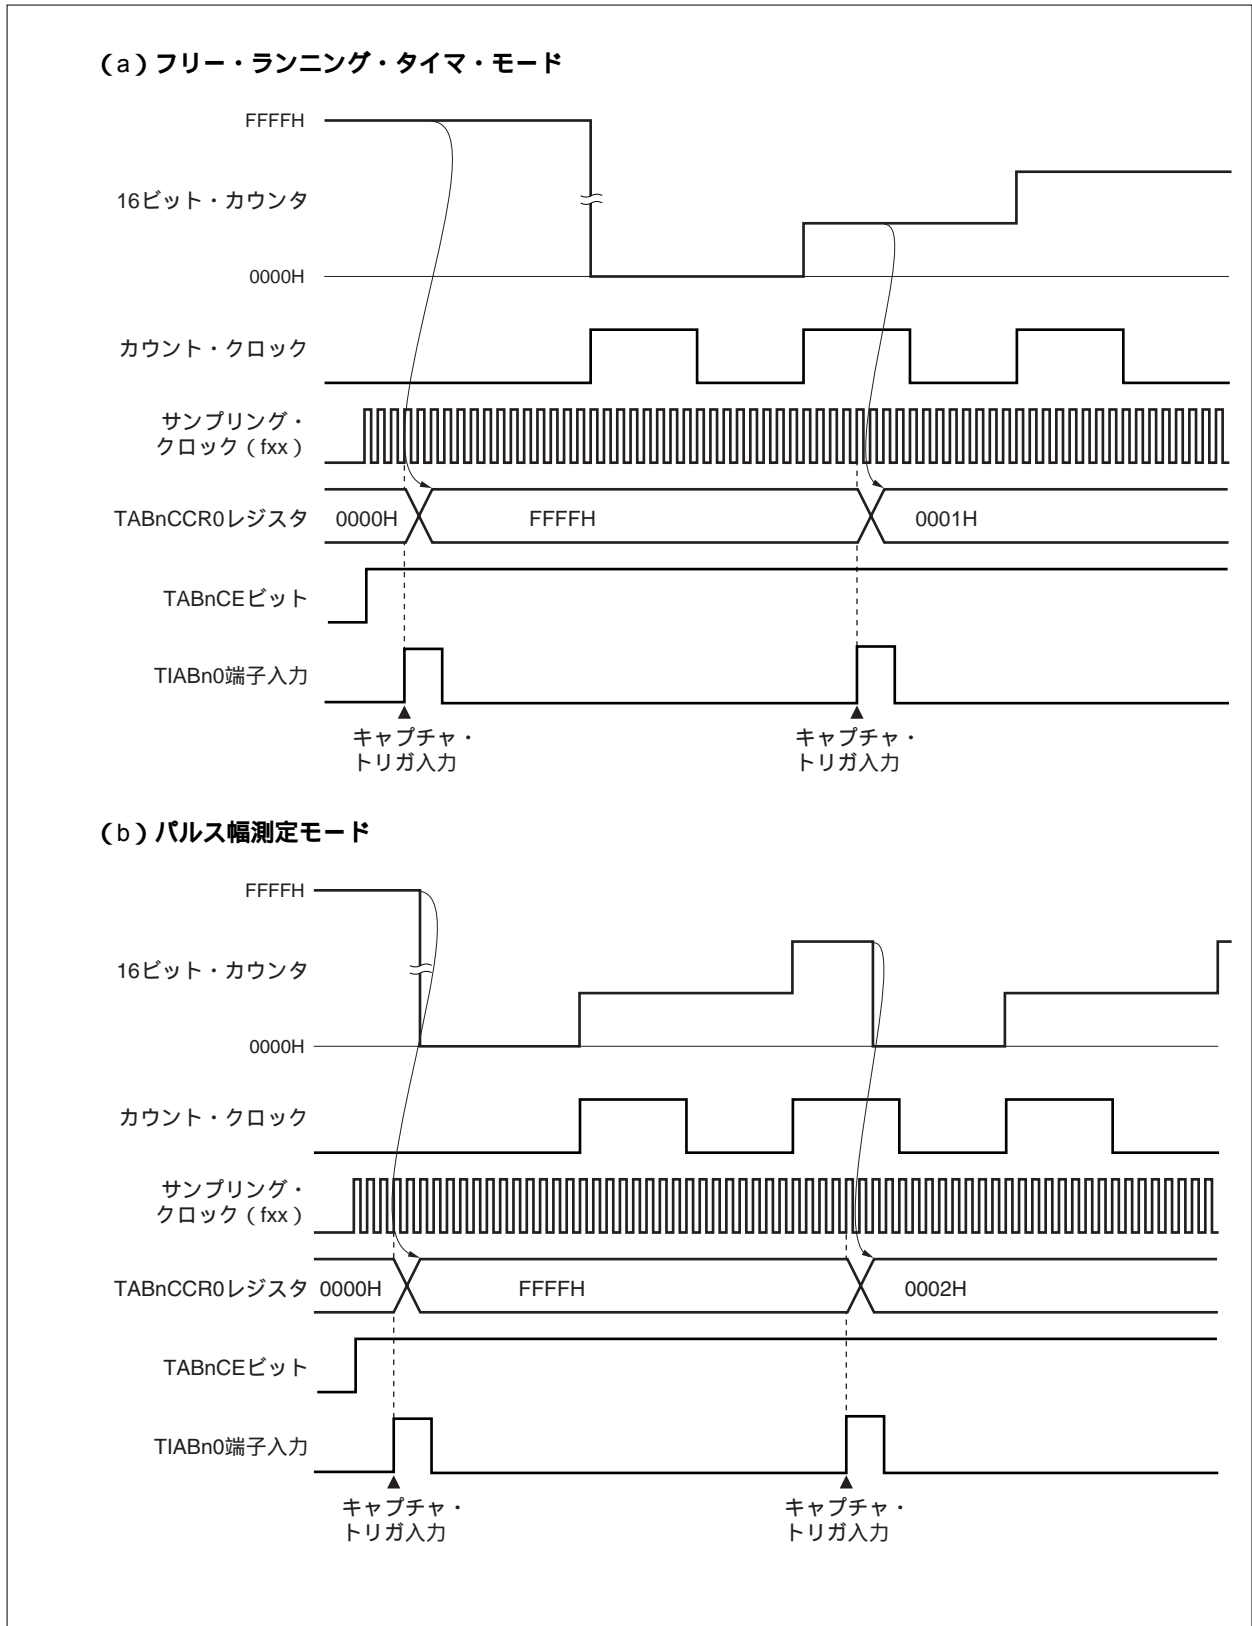 （a）フリー・ランニング・タイマ・モード
FFFFH
16ビット・カウンタ
0000H
カウント・クロック
サンプリング・
クロック（fxx）
TABnCCR0レジスタ 0000H FFFFH 0001H
TABnCEビット
TIABn0端子入力
キャプチャ・ キャプチャ・
トリガ入力 トリガ入力
（b）パルス幅測定モード
FFFFH
16ビット・カウンタ
0000H
カウント・クロック
サンプリング・
クロック（fxx）
TABnCCR0レジスタ 0000H FFFFH 0002H
TABnCEビット
TIABn0端子入力
キャプチャ・ キャプチャ・
トリガ入力 トリガ入力